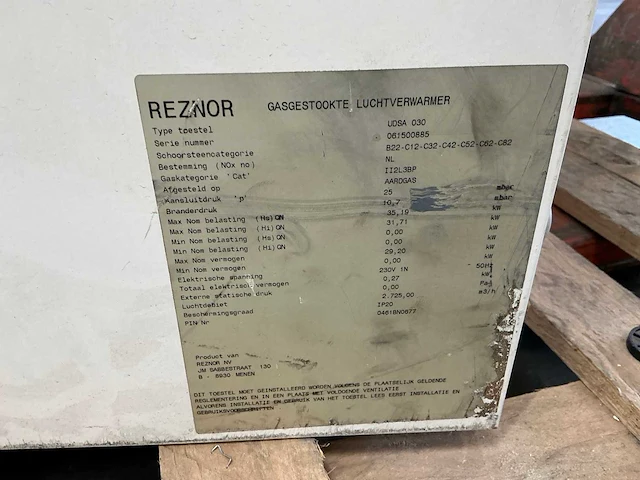 REZNOR GASGESTOOKTE LUCHTVERWARMER
Type toestel UDSA 030
Serie nummer 061500885
Schoorsteencategorie B22-C12-C32-C42-C52-C62-C82
Bestemming (NOx no) NL
Gaskategorie 'Cat' II2L3BP
Afgesteld op AARDGAS
Aansluitdruk 'p' 25 mbar
Branderdruk 10,7 mbar
Max Nom belasting (Hs)QN 35,19 kW
Max Nom belasting (Hi)QN 31,71 kW
Min Nom belasting (Hs)QN 0,00 kW
Min Nom belasting (Hi)QN 0,00 kW
Max Nom vermogen 29,20 kW
Min Nom vermogen 0,00 kW
Elektrische spanning 230V 1N 50Hz
Totaal elektrisch vermogen 0,27 kW
Externe statische druk 0,00 Pa
Luchtdebiet 2.725,00 m3/h
Beschermingsgraad IP20
PIN Nr 0461BN0677
Product van
REZNOR NV
JM SABBESTRAAT 130
B - 8930 MENEN
DIT TOESTEL MOET GEINSTALLEERD WORDEN VOLGENS DE PLAATSELIJK GELDENDE
REGLEMENTERING EN IN EEN PLAATS MET VOLDOENDE VENTILATIE
ALVORENS INSTALLATIE EN GEBRUIK VAN HET TOESTEL LEES EERST INSTALLATIE EN
GEBRUIKSVOORSCHRIFTEN